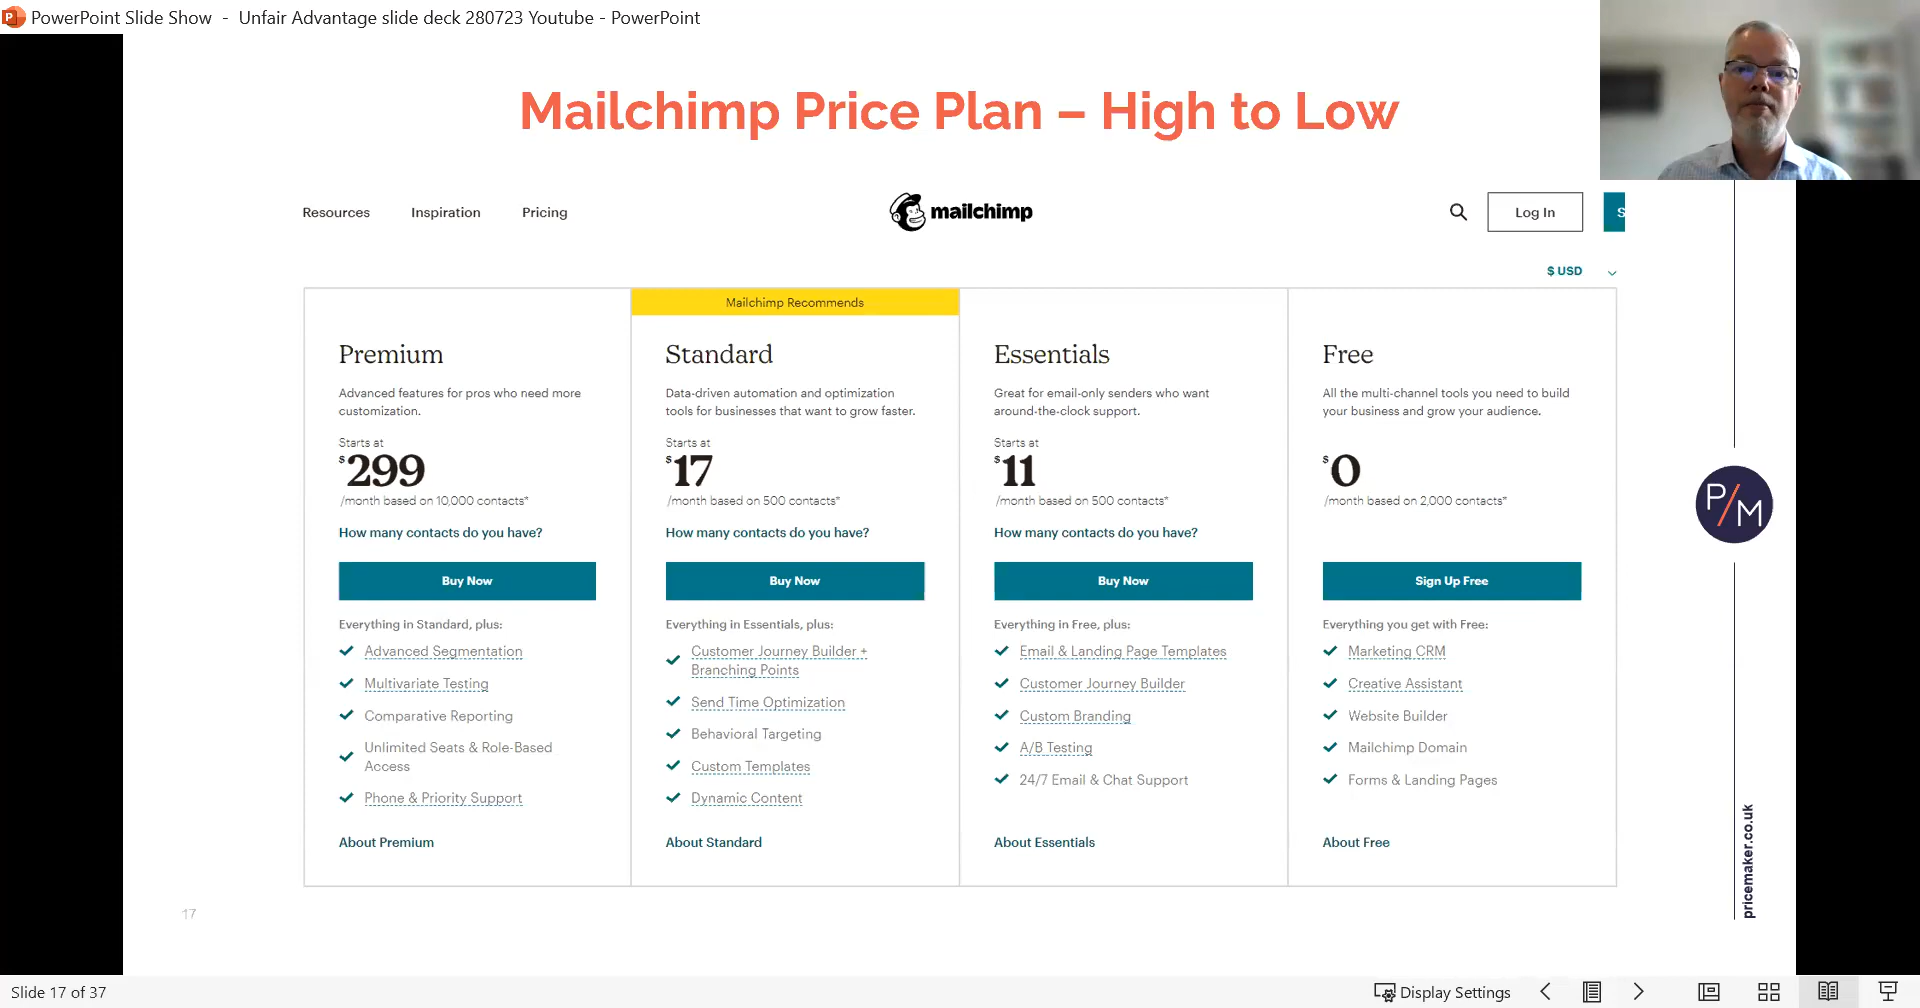 PowerPoint Slide Show - Unfair Advantage slide deck 280723 Youtube - PowerPoint
Mailchimp Price Plan – High to Low
Resources Inspiration Pricing
mailchimp
Log In
S
$ USD
Mailchimp Recommends
Premium
Advanced features for pros who need more
customization.
Starts at
$299
/month based on 10,000 contacts*
How many contacts do you have?
Buy Now
Everything in Standard, plus:
Advanced Segmentation
Multivariate Testing
Comparative Reporting
Unlimited Seats & Role-Based
Access
Phone & Priority Support
About Premium
Standard
Data-driven automation and optimization
tools for businesses that want to grow faster.
Starts at
$17
/month based on 500 contacts*
How many contacts do you have?
Buy Now
Everything in Essentials, plus:
Customer Journey Builder +
Branching Points
Send Time Optimization
Behavioral Targeting
Custom Templates
Dynamic Content
About Standard
Essentials
Great for email-only senders who want
around-the-clock support.
Starts at
$11
/month based on 500 contacts*
How many contacts do you have?
Buy Now
Everything in Free, plus:
Email & Landing Page Templates
Customer Journey Builder
Custom Branding
A/B Testing
24/7 Email & Chat Support
About Essentials
Free
All the multi-channel tools you need to build
your business and grow your audience.
$0
/month based on 2,000 contacts*
Sign Up Free
Everything you get with Free:
Marketing CRM
Creative Assistant
Website Builder
Mailchimp Domain
Forms & Landing Pages
About Free
P/M
pricemaker.co.uk
17
Slide 17 of 37
Display Settings